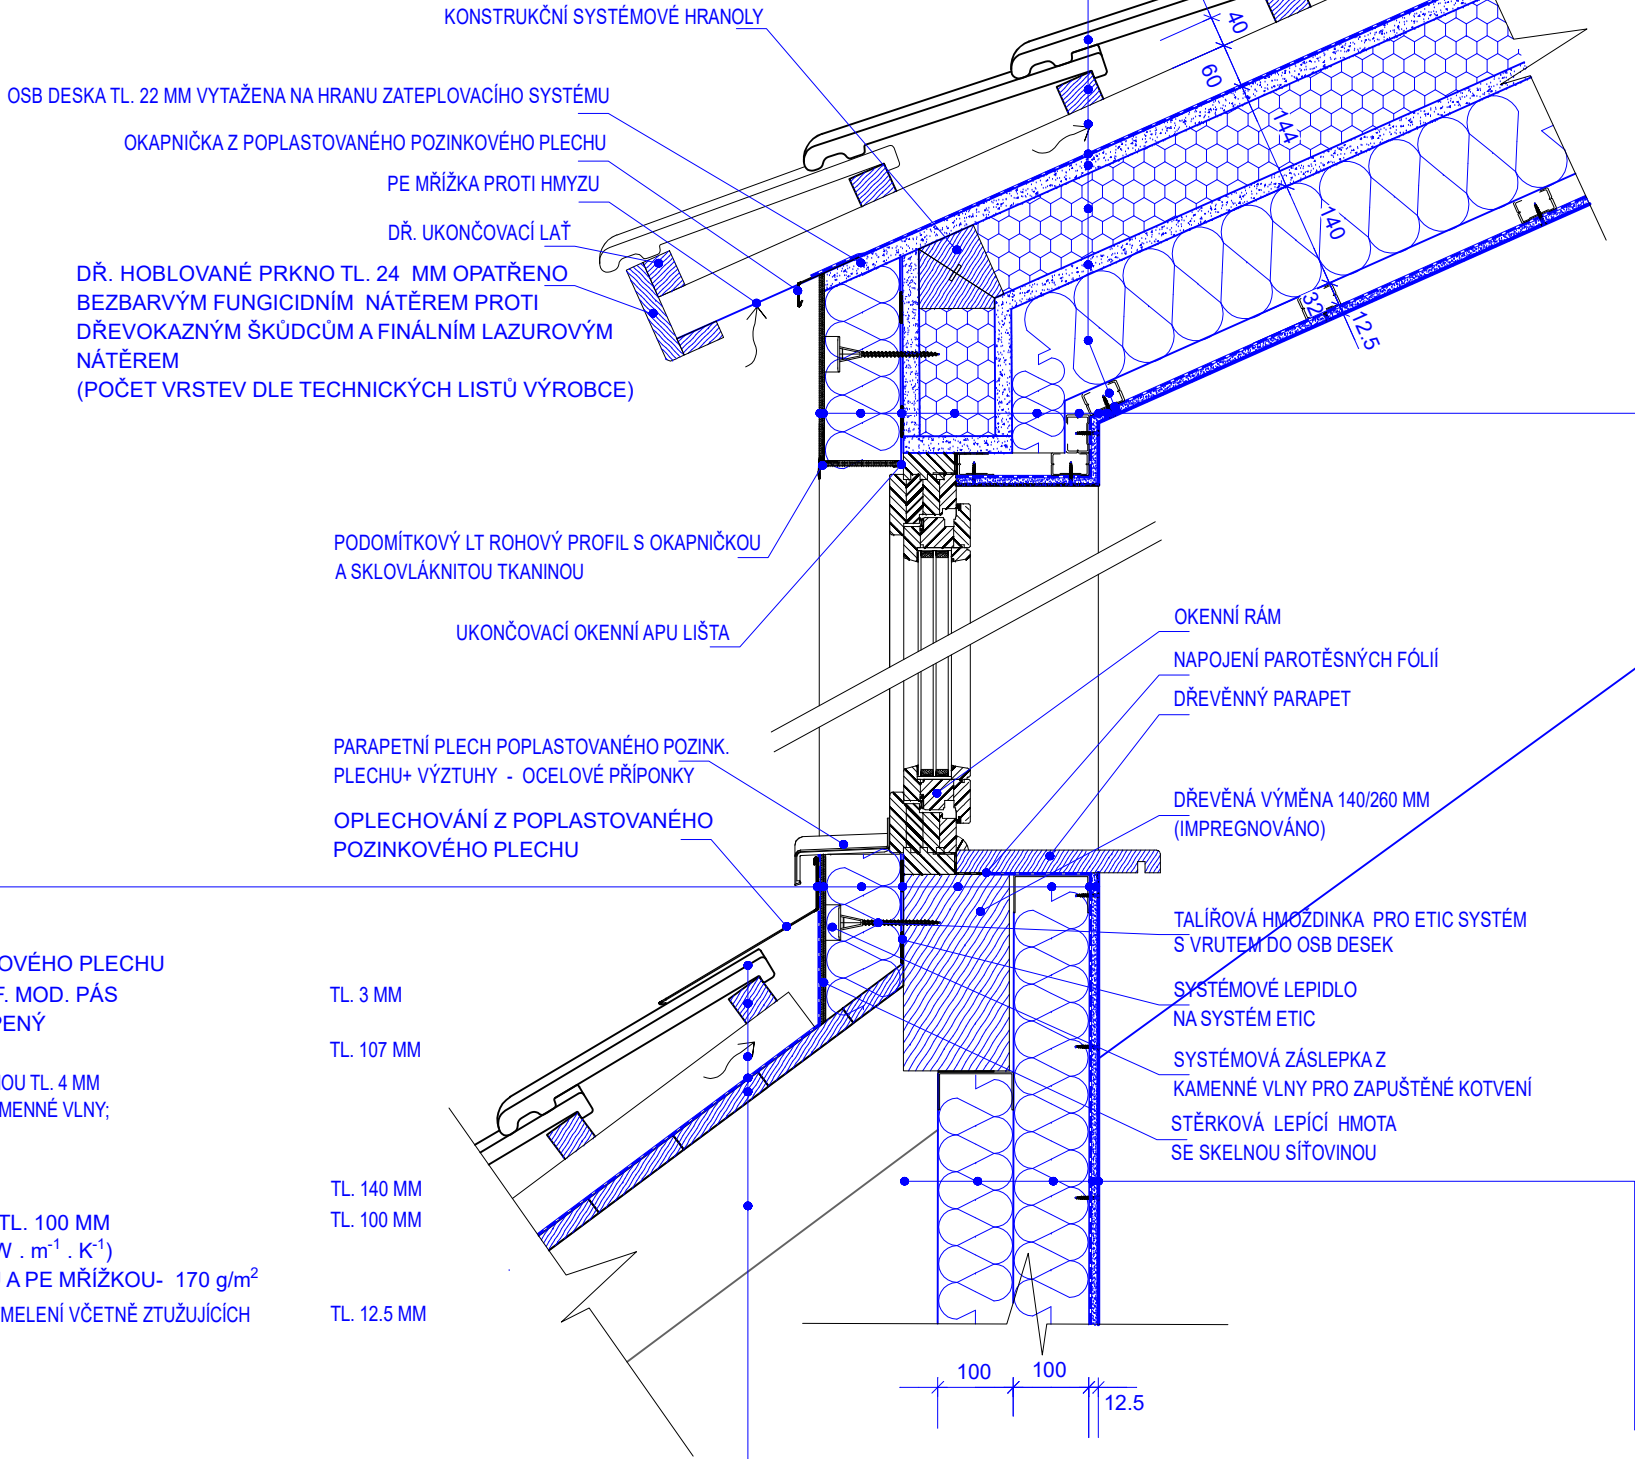 KONSTRUKČNÍ SYSTÉMOVÉ HRANOLY
OSB DESKA TL. 22 MM VYTAŽENA NA HRANU ZATEPLOVACÍHO SYSTÉMU
OKAPNIČKA Z POPLASTOVANÉHO POZINKOVÉHO PLECHU
PE MŘÍŽKA PROTI HMYZU
DŘ. UKONČOVACÍ LAŤ
DŘ. HOBLOVANÉ PRKNO TL. 24 MM OPATŘENO
BEZBARVÝM FUNGICIDNÍM NÁTĚREM PROTI
DŘEVOKAZNÝM ŠKŮDCŮM A FINÁLNÍM LAZUROVÝM
NÁTĚREM
(POČET VRSTEV DLE TECHNICKÝCH LISTŮ VÝROBCE)
40
60
144
140
32
12.5
PODOMÍTKOVÝ LT ROHOVÝ PROFIL S OKAPNIČKOU
A SKLOVLÁKNITOU TKANINOU
UKONČOVACÍ OKENNÍ APU LIŠTA
PARAPETNÍ PLECH POPLASTOVANÉHO POZINK.
PLECHU+ VÝZTUHY - OCELOVÉ PŘÍPONKY
OPLECHOVÁNÍ Z POPLASTOVANÉHO
POZINKOVÉHO PLECHU
OKENNÍ RÁM
NAPOJENÍ PAROTĚSNÝCH FÓLIÍ
DŘEVĚNNÝ PARAPET
DŘEVĚNÁ VÝMĚNA 140/260 MM
(IMPREGNOVÁNO)
TALÍŘOVÁ HMOŽDINKA PRO ETIC SYSTÉM
S VRUTEM DO OSB DESEK
SYSTÉMOVÉ LEPIDLO
NA SYSTÉM ETIC
SYSTÉMOVÁ ZÁSLEPKA Z
KAMENNÉ VLNY PRO ZAPUŠTĚNÉ KOTVENÍ
STĚRKOVÁ LEPÍCÍ HMOTA
SE SKELNOU SÍŤOVINOU
OVÉHO PLECHU
F. MOD. PÁS TL. 3 MM
PENÝ
TL. 107 MM
NOU TL. 4 MM
MENNÉ VLNY;
TL. 140 MM
TL. 100 MM TL. 100 MM
W . m⁻¹ . K⁻¹)
A PE MŘÍŽKOU- 170 g/m²
MELENÍ VČETNĚ ZTUŽUJÍCÍCH TL. 12.5 MM
100 100
12.5